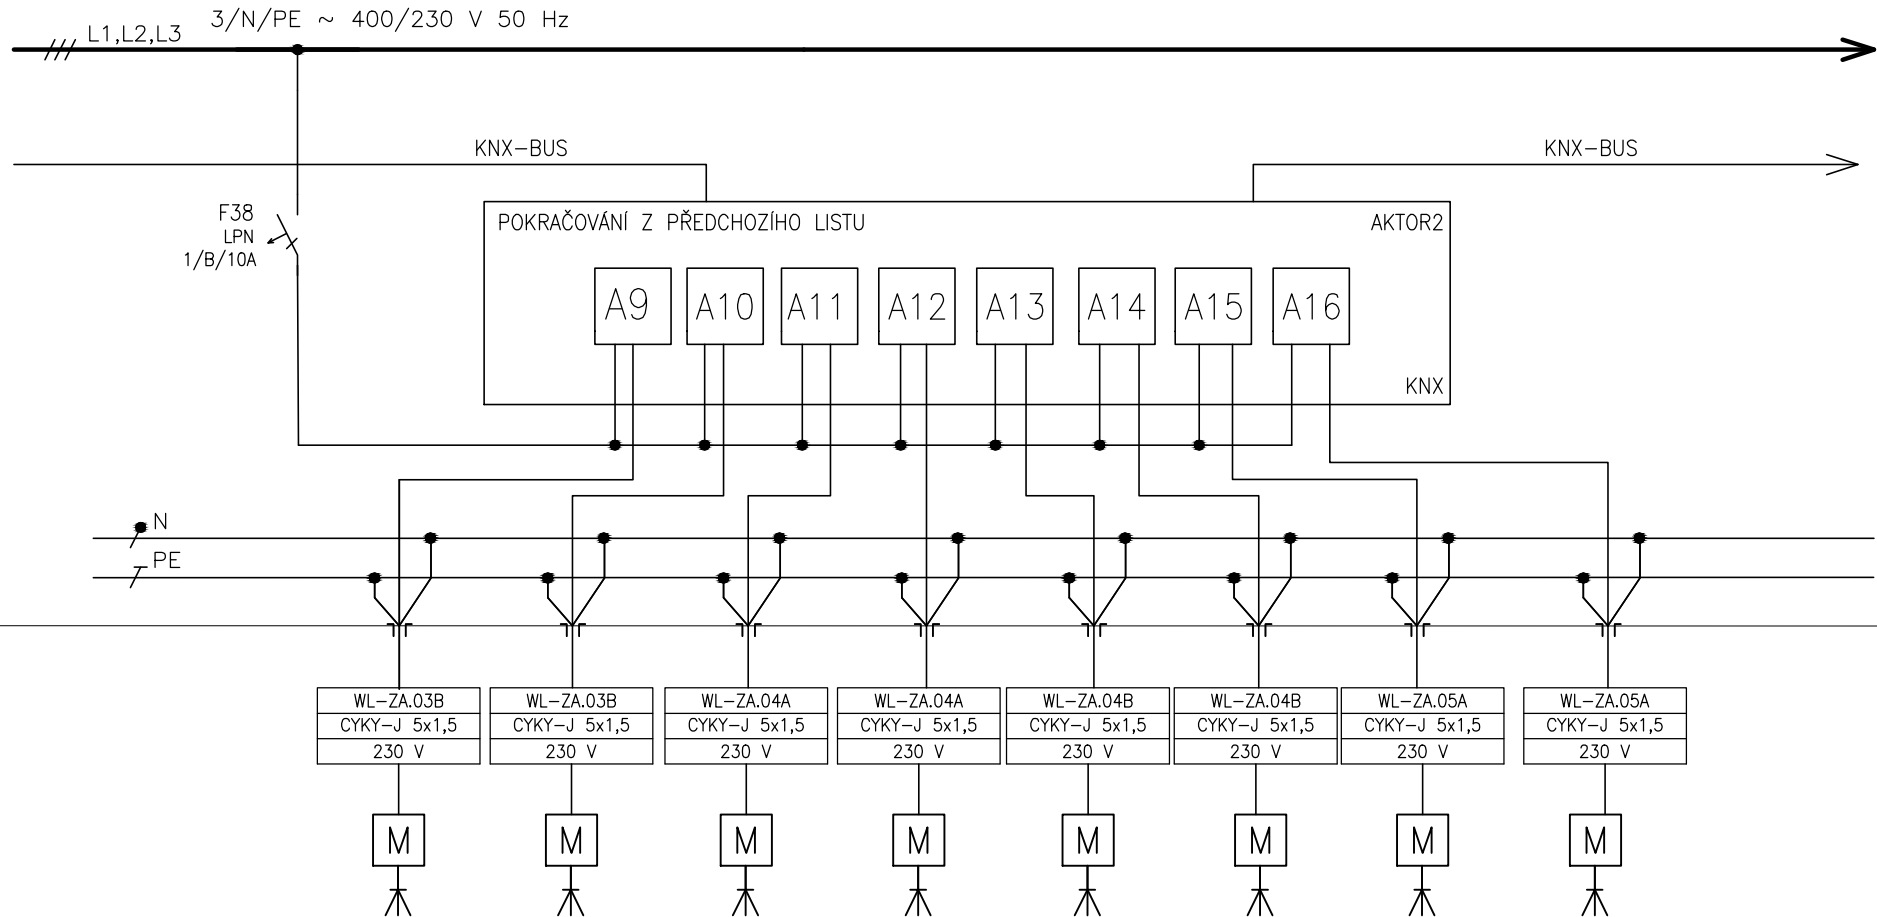 3/N/PE ~ 400/230 V 50 Hz
L1,L2,L3
KNX-BUS
KNX-BUS
F38
LPN
1/B/10A
POKRAČOVÁNÍ Z PŘEDCHOZÍHO LISTU
AKTOR2
A9
A10
A11
A12
A13
A14
A15
A16
KNX
N
PE
WL-ZA.03B
CYKY-J 5x1,5
230 V
M
WL-ZA.03B
CYKY-J 5x1,5
230 V
M
WL-ZA.04A
CYKY-J 5x1,5
230 V
M
WL-ZA.04A
CYKY-J 5x1,5
230 V
M
WL-ZA.04B
CYKY-J 5x1,5
230 V
M
WL-ZA.04B
CYKY-J 5x1,5
230 V
M
WL-ZA.05A
CYKY-J 5x1,5
230 V
M
WL-ZA.05A
CYKY-J 5x1,5
230 V
M